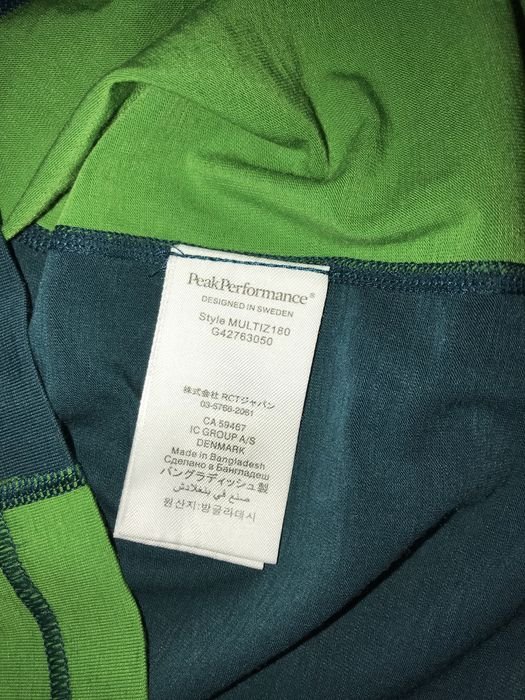 PeakPerformance®
DESIGNED IN SWEDEN
Style MULTIZ180
G42763050
株式会社 RCTジャパン
03-5768-2061
CA 59467
IC GROUP A/S
DENMARK
Made in Bangladesh
Сделано в Бангладеш
バングラディッシュ製
صنع في بنغلادش
원산지:방글라데시